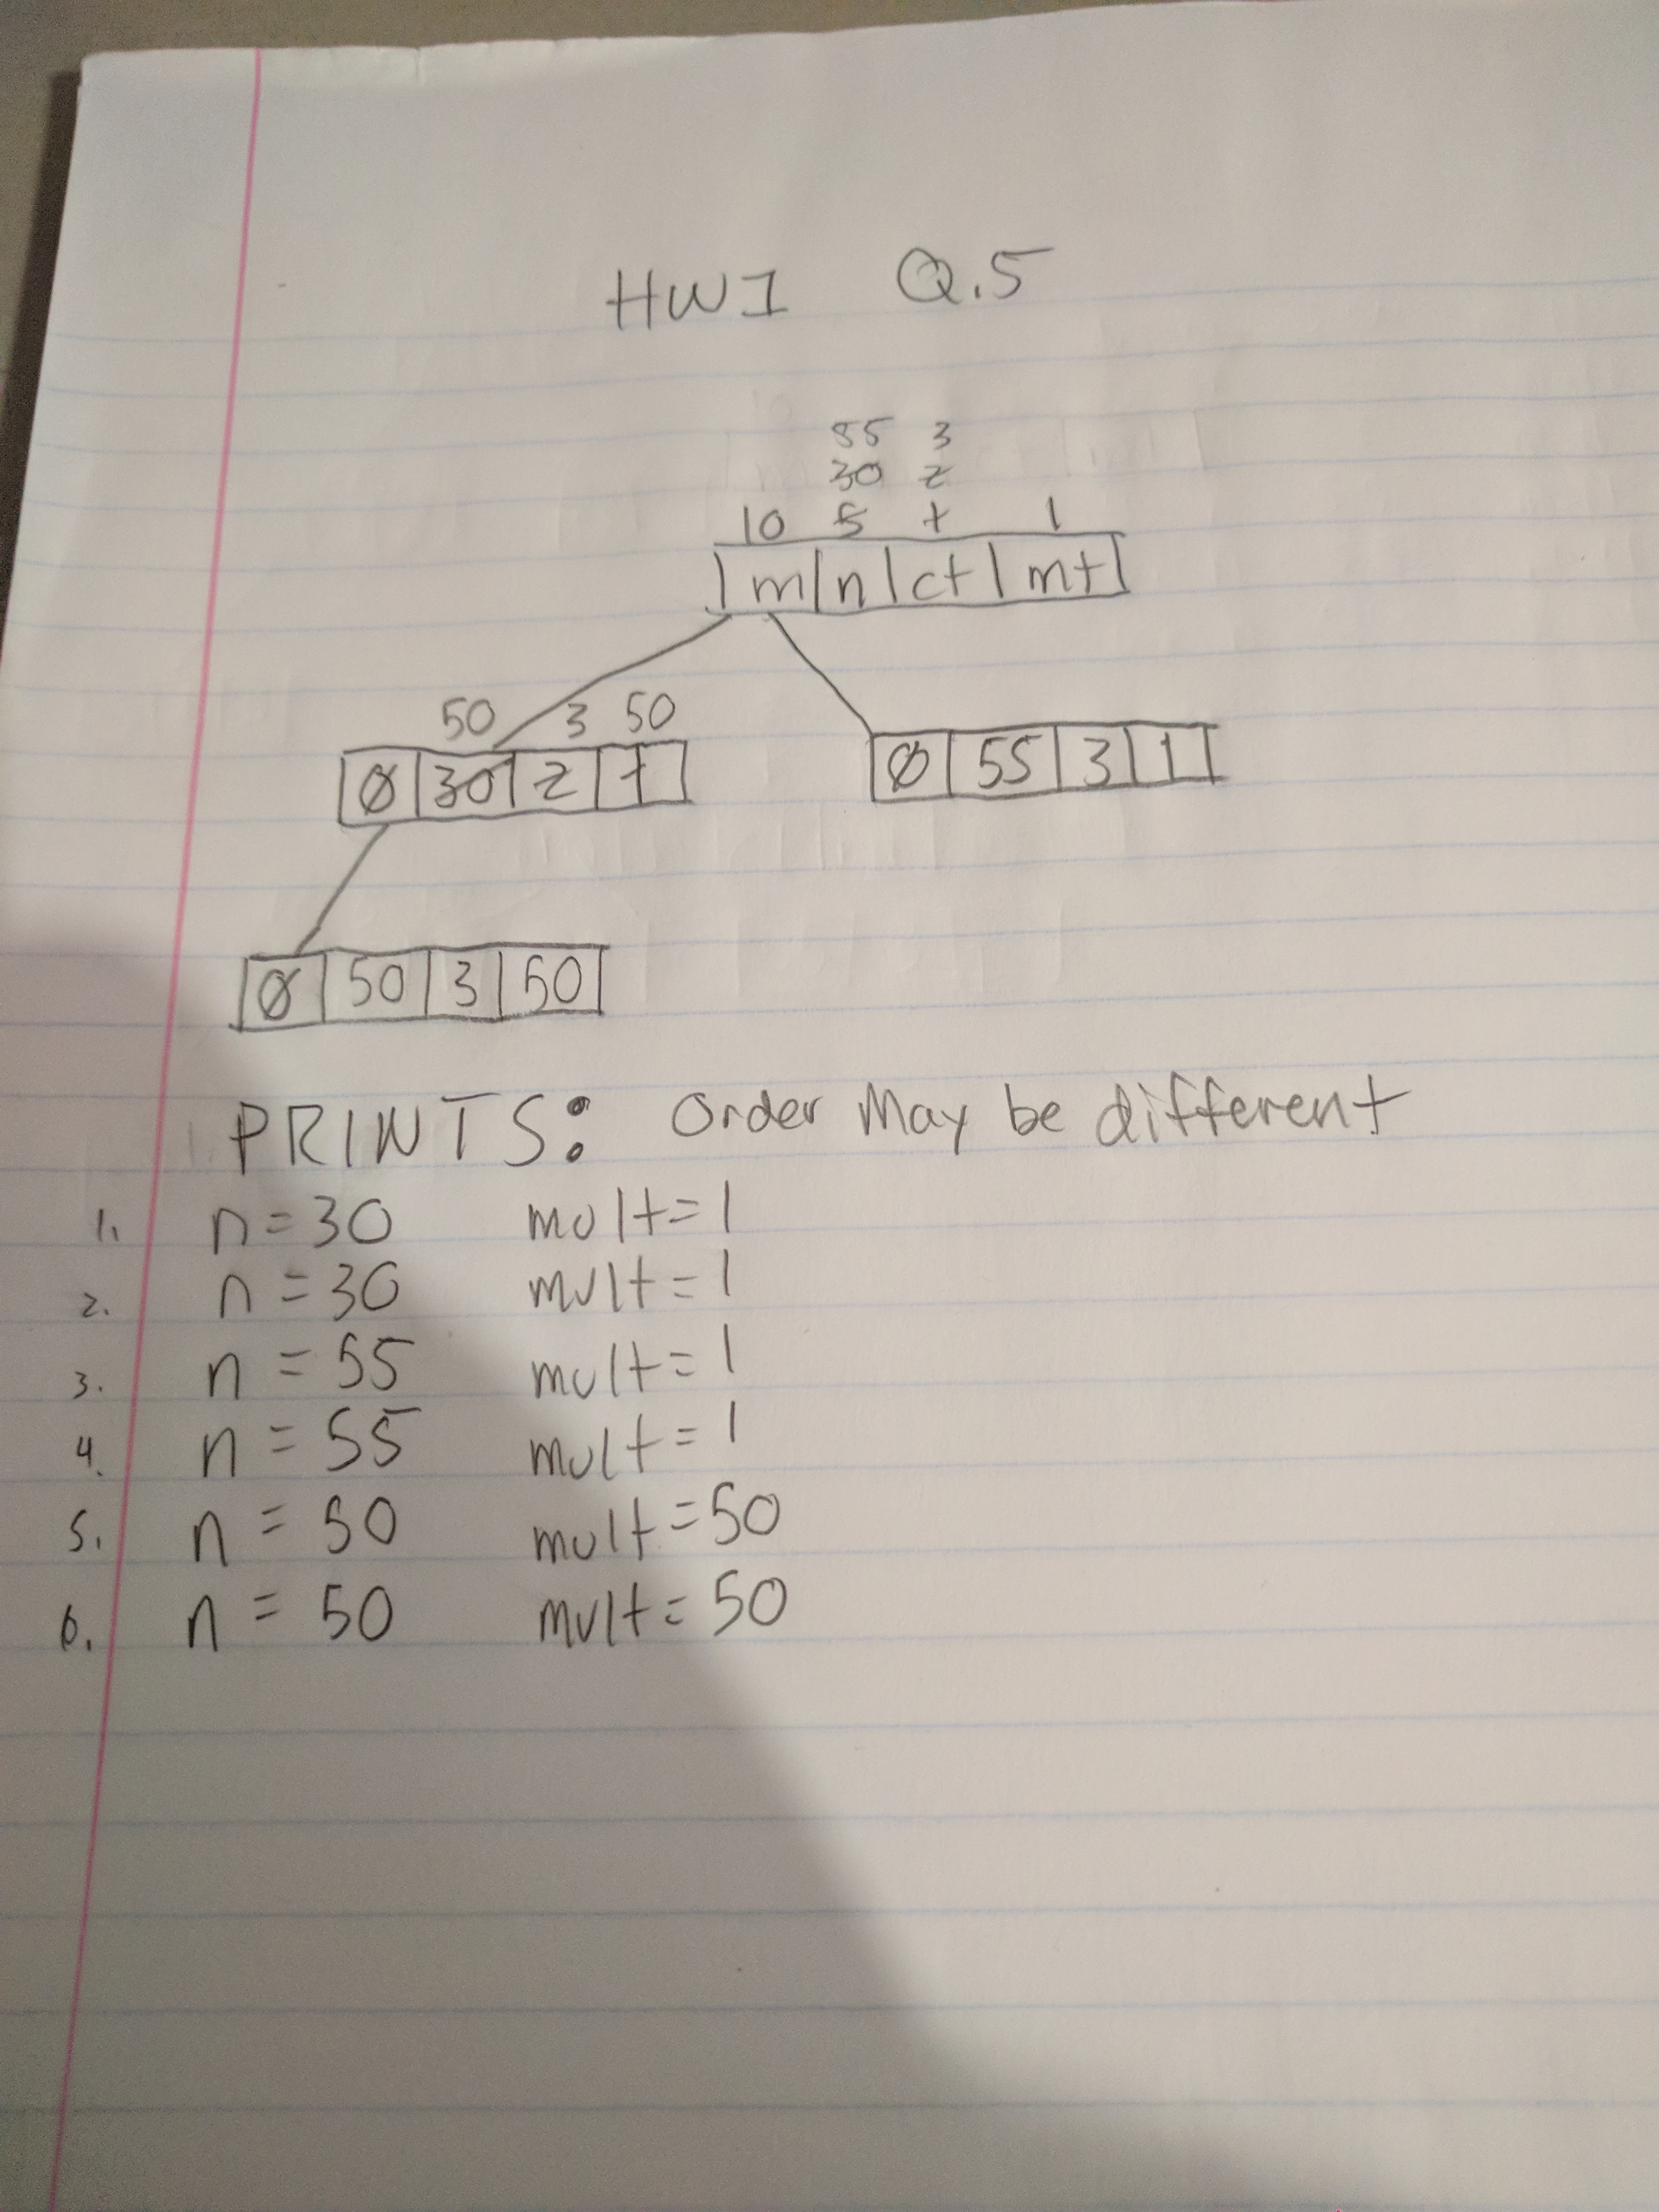 HW1 Q.5
55 3
30 2
10 5 1 1
m n ct mt
50 3 50
Ø 30 2 1
Ø 55 3 1
Ø 50 3 50
PRINTS: Order May be different
1. n = 30 mult = 1
2. n = 30 mult = 1
3. n = 55 mult = 1
4. n = 55 mult = 1
5. n = 50 mult = 50
6. n = 50 mult = 50